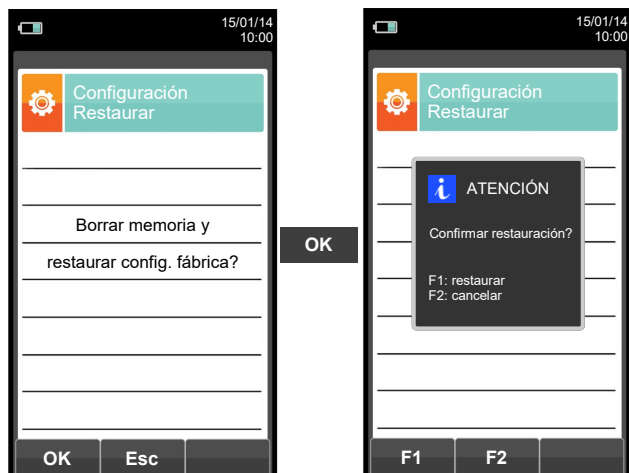 15/01/14
10:00
Configuración
Restaurar
Borrar memoria y
restaurar config. fábrica?
OK
Esc
OK
15/01/14
10:00
Configuración
Restaurar
ATENCIÓN
Confirmar restauración?
F1: restaurar
F2: cancelar
F1
F2